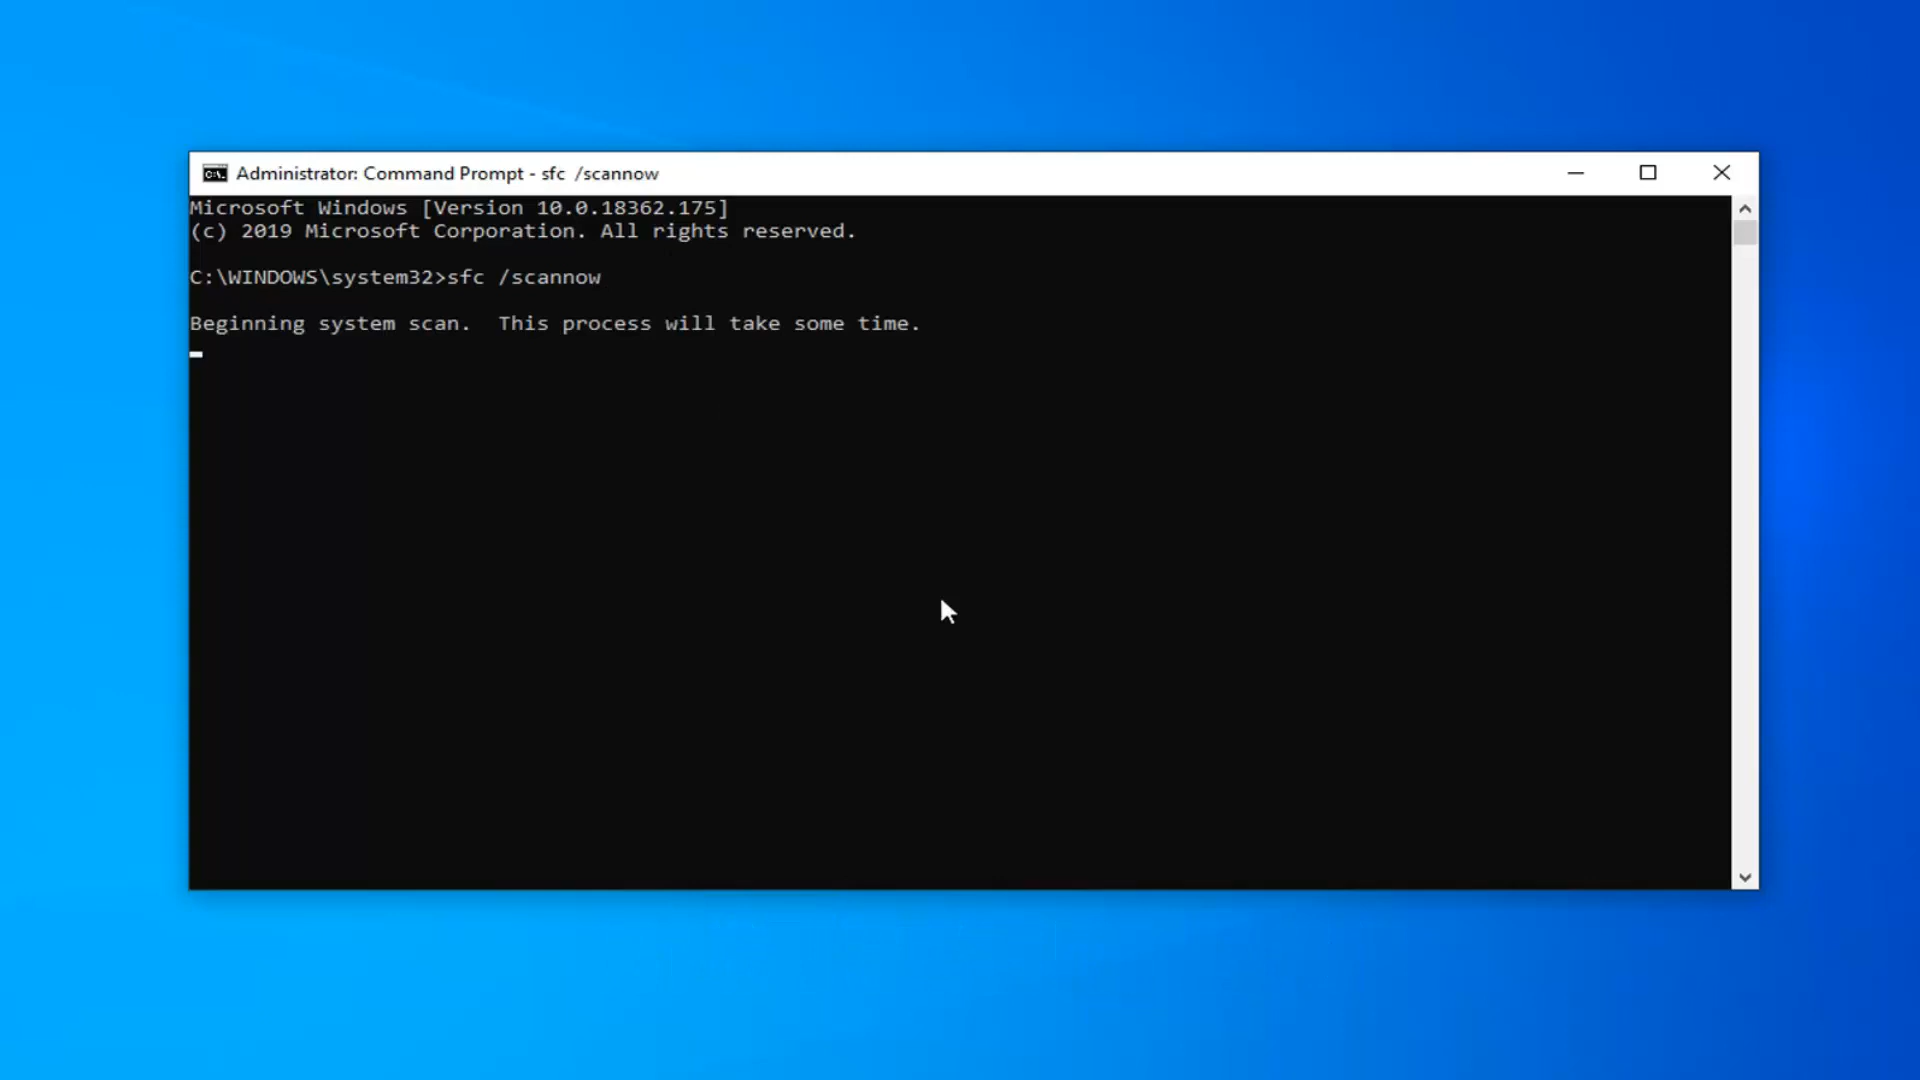 Administrator: Command Prompt - sfc  /scannow
Microsoft Windows [Version 10.0.18362.175]
(c) 2019 Microsoft Corporation. All rights reserved.
C:\WINDOWS\system32>sfc /scannow
Beginning system scan.  This process will take some time.